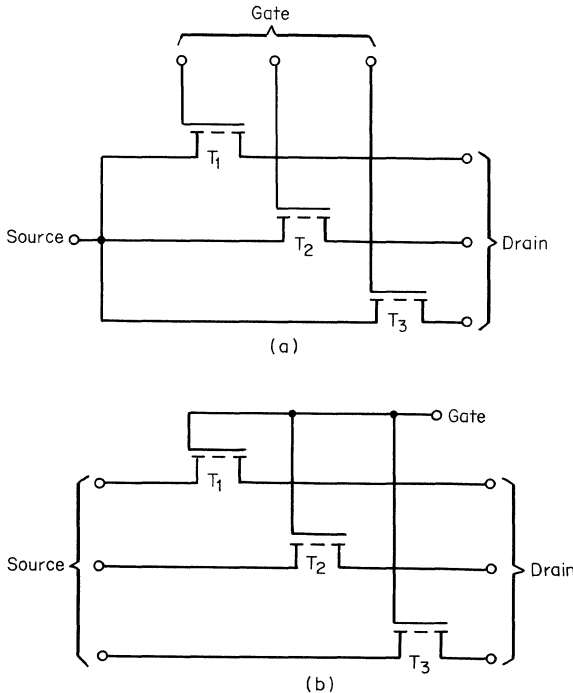 Gate
T1
Source
T2
Drain
T3
(a)
Gate
T1
Source
T2
Drain
T3
(b)